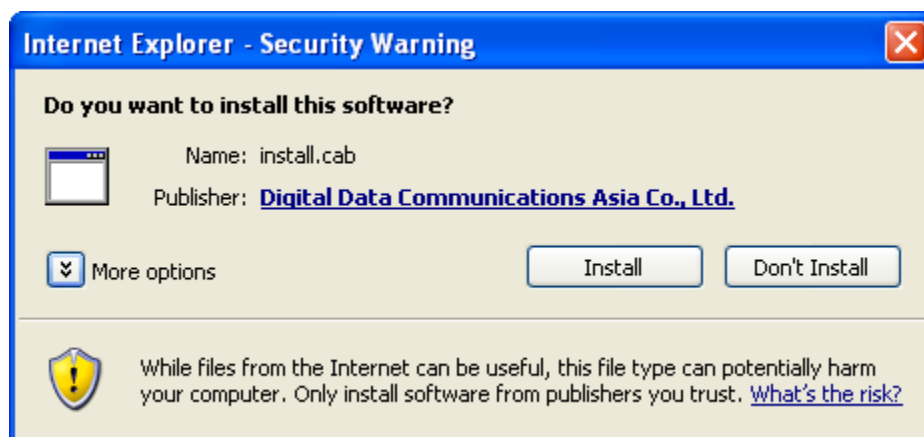 Internet Explorer - Security Warning
Do you want to install this software?
Name: install.cab
Publisher: Digital Data Communications Asia Co., Ltd.
More options
Install
Don't Install
While files from the Internet can be useful, this file type can potentially harm
your computer. Only install software from publishers you trust. What's the risk?